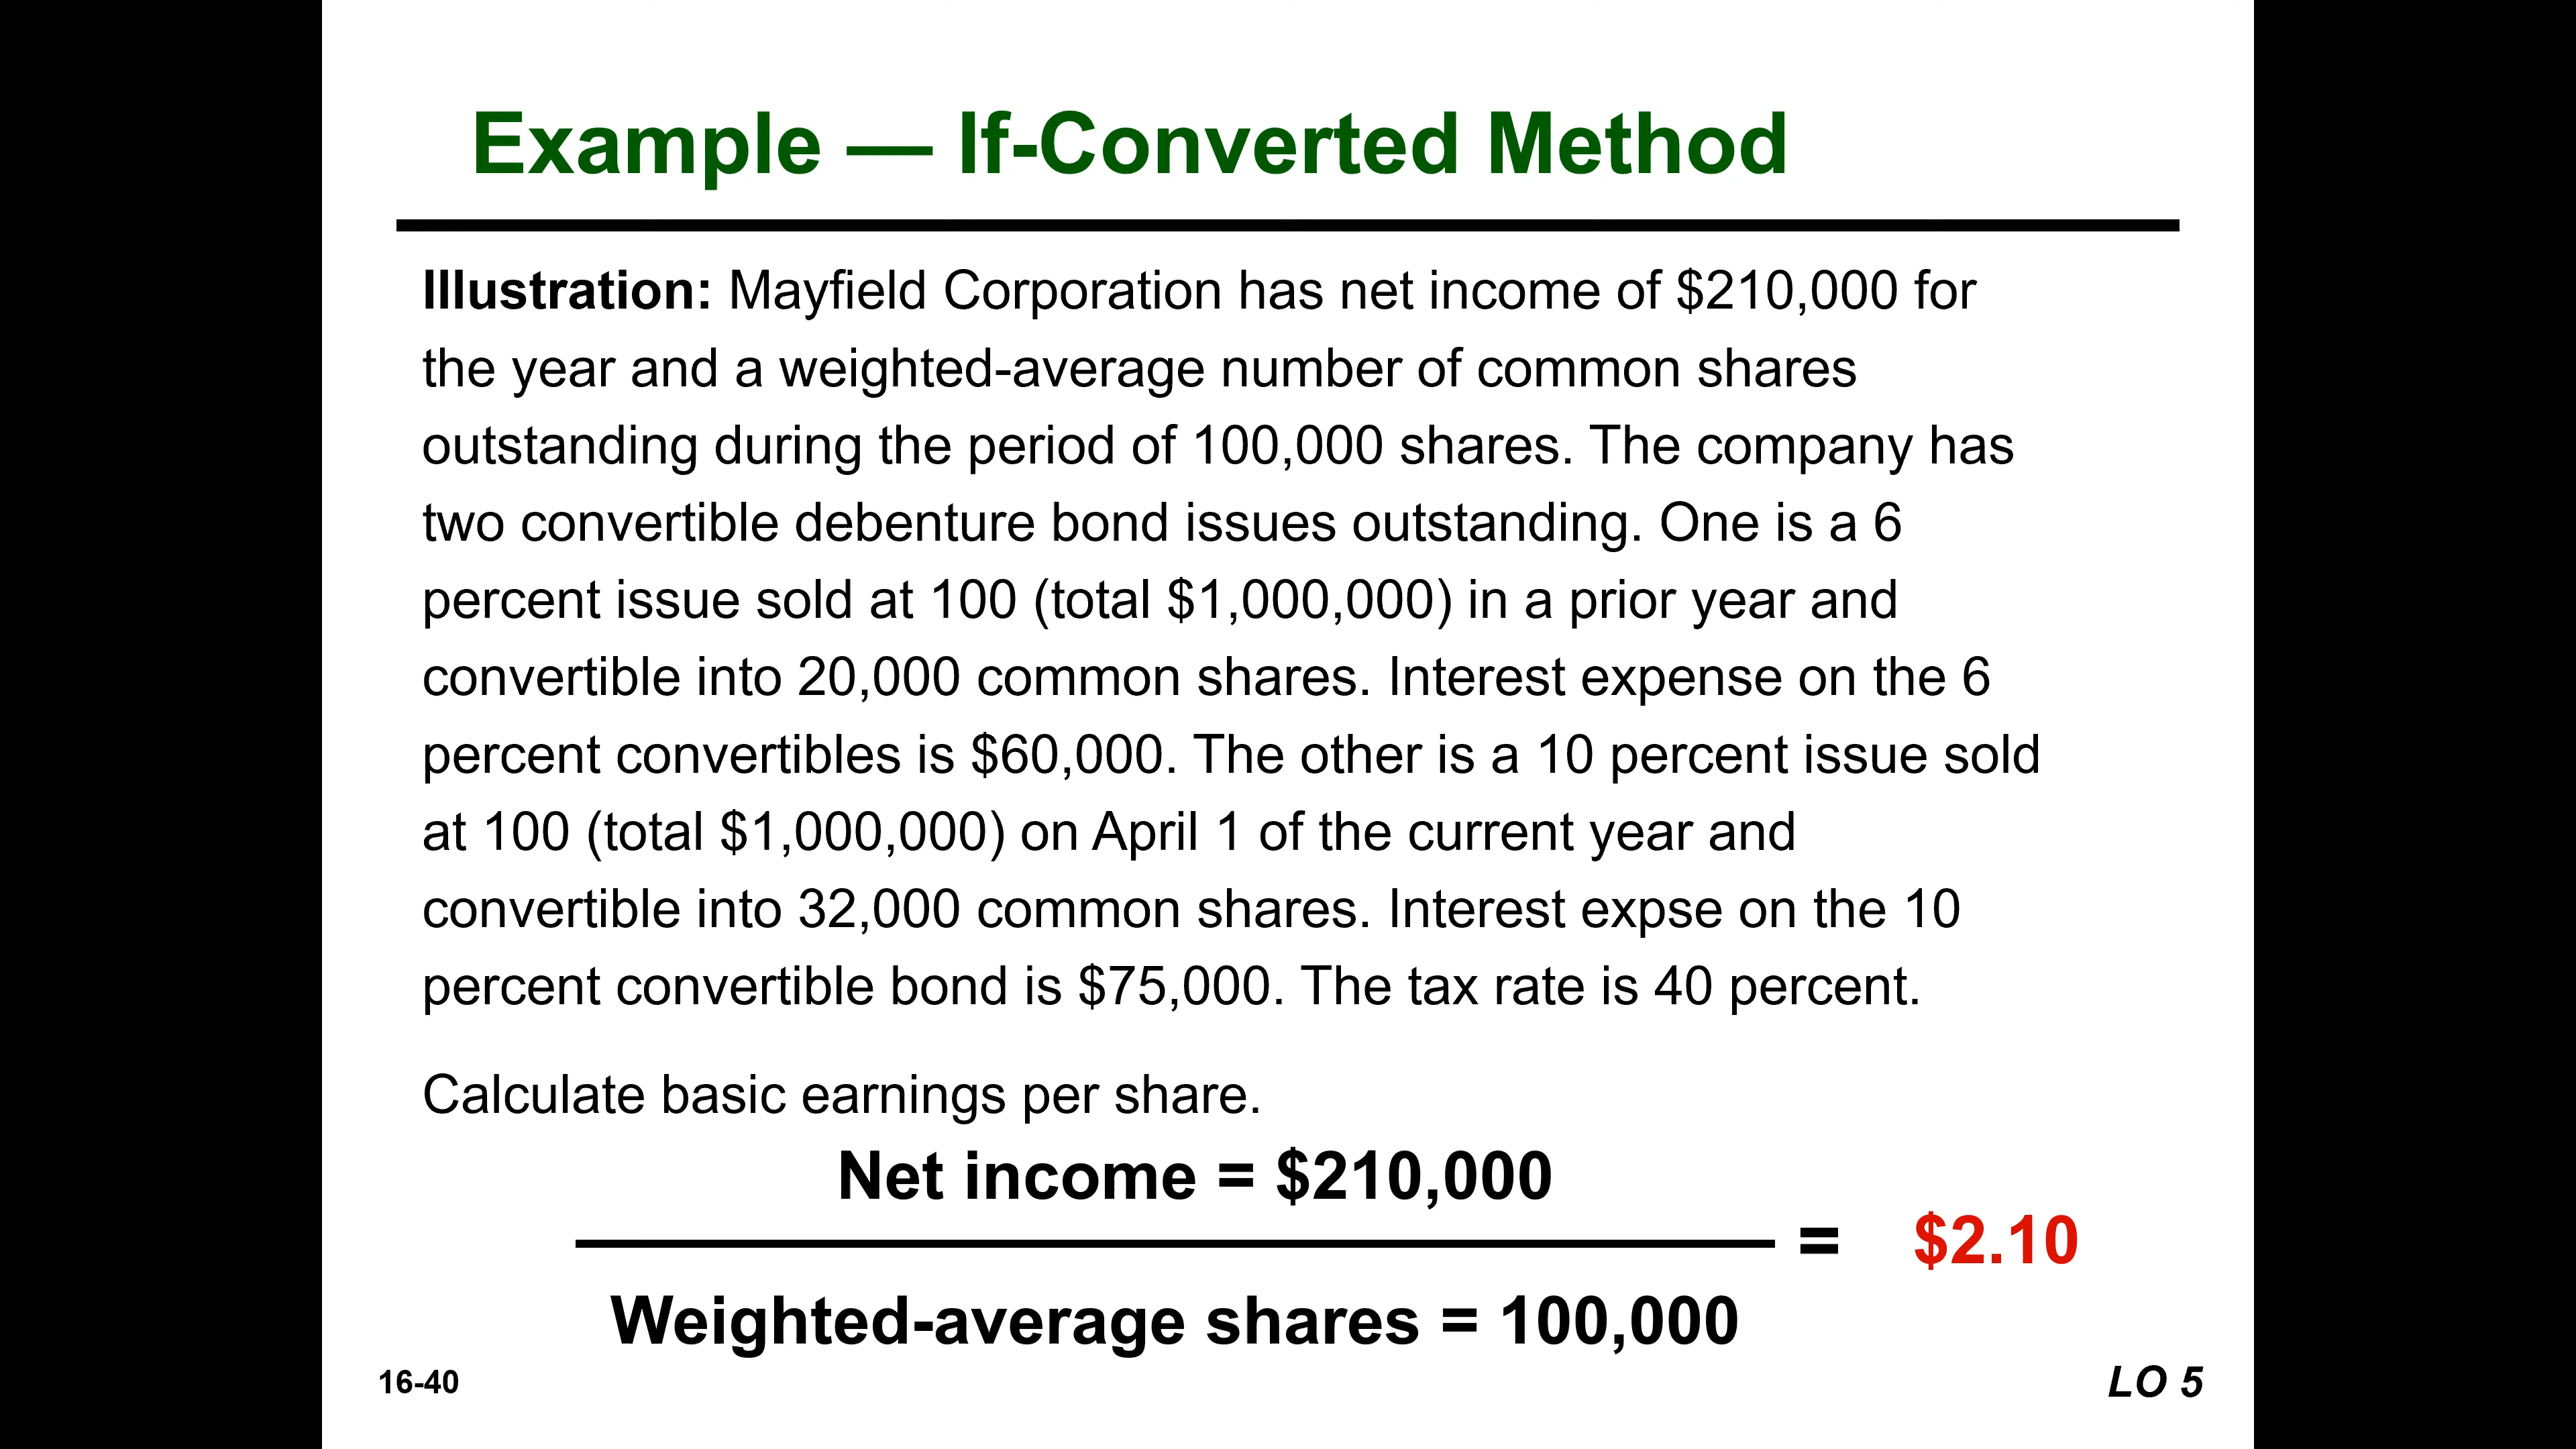 Example — If-Converted Method
Illustration: Mayfield Corporation has net income of $210,000 for
the year and a weighted-average number of common shares
outstanding during the period of 100,000 shares. The company has
two convertible debenture bond issues outstanding. One is a 6
percent issue sold at 100 (total $1,000,000) in a prior year and
convertible into 20,000 common shares. Interest expense on the 6
percent convertibles is $60,000. The other is a 10 percent issue sold
at 100 (total $1,000,000) on April 1 of the current year and
convertible into 32,000 common shares. Interest expse on the 10
percent convertible bond is $75,000. The tax rate is 40 percent.
Calculate basic earnings per share.
Net income = $210,000
= $2.10
Weighted-average shares = 100,000
16-40
LO 5